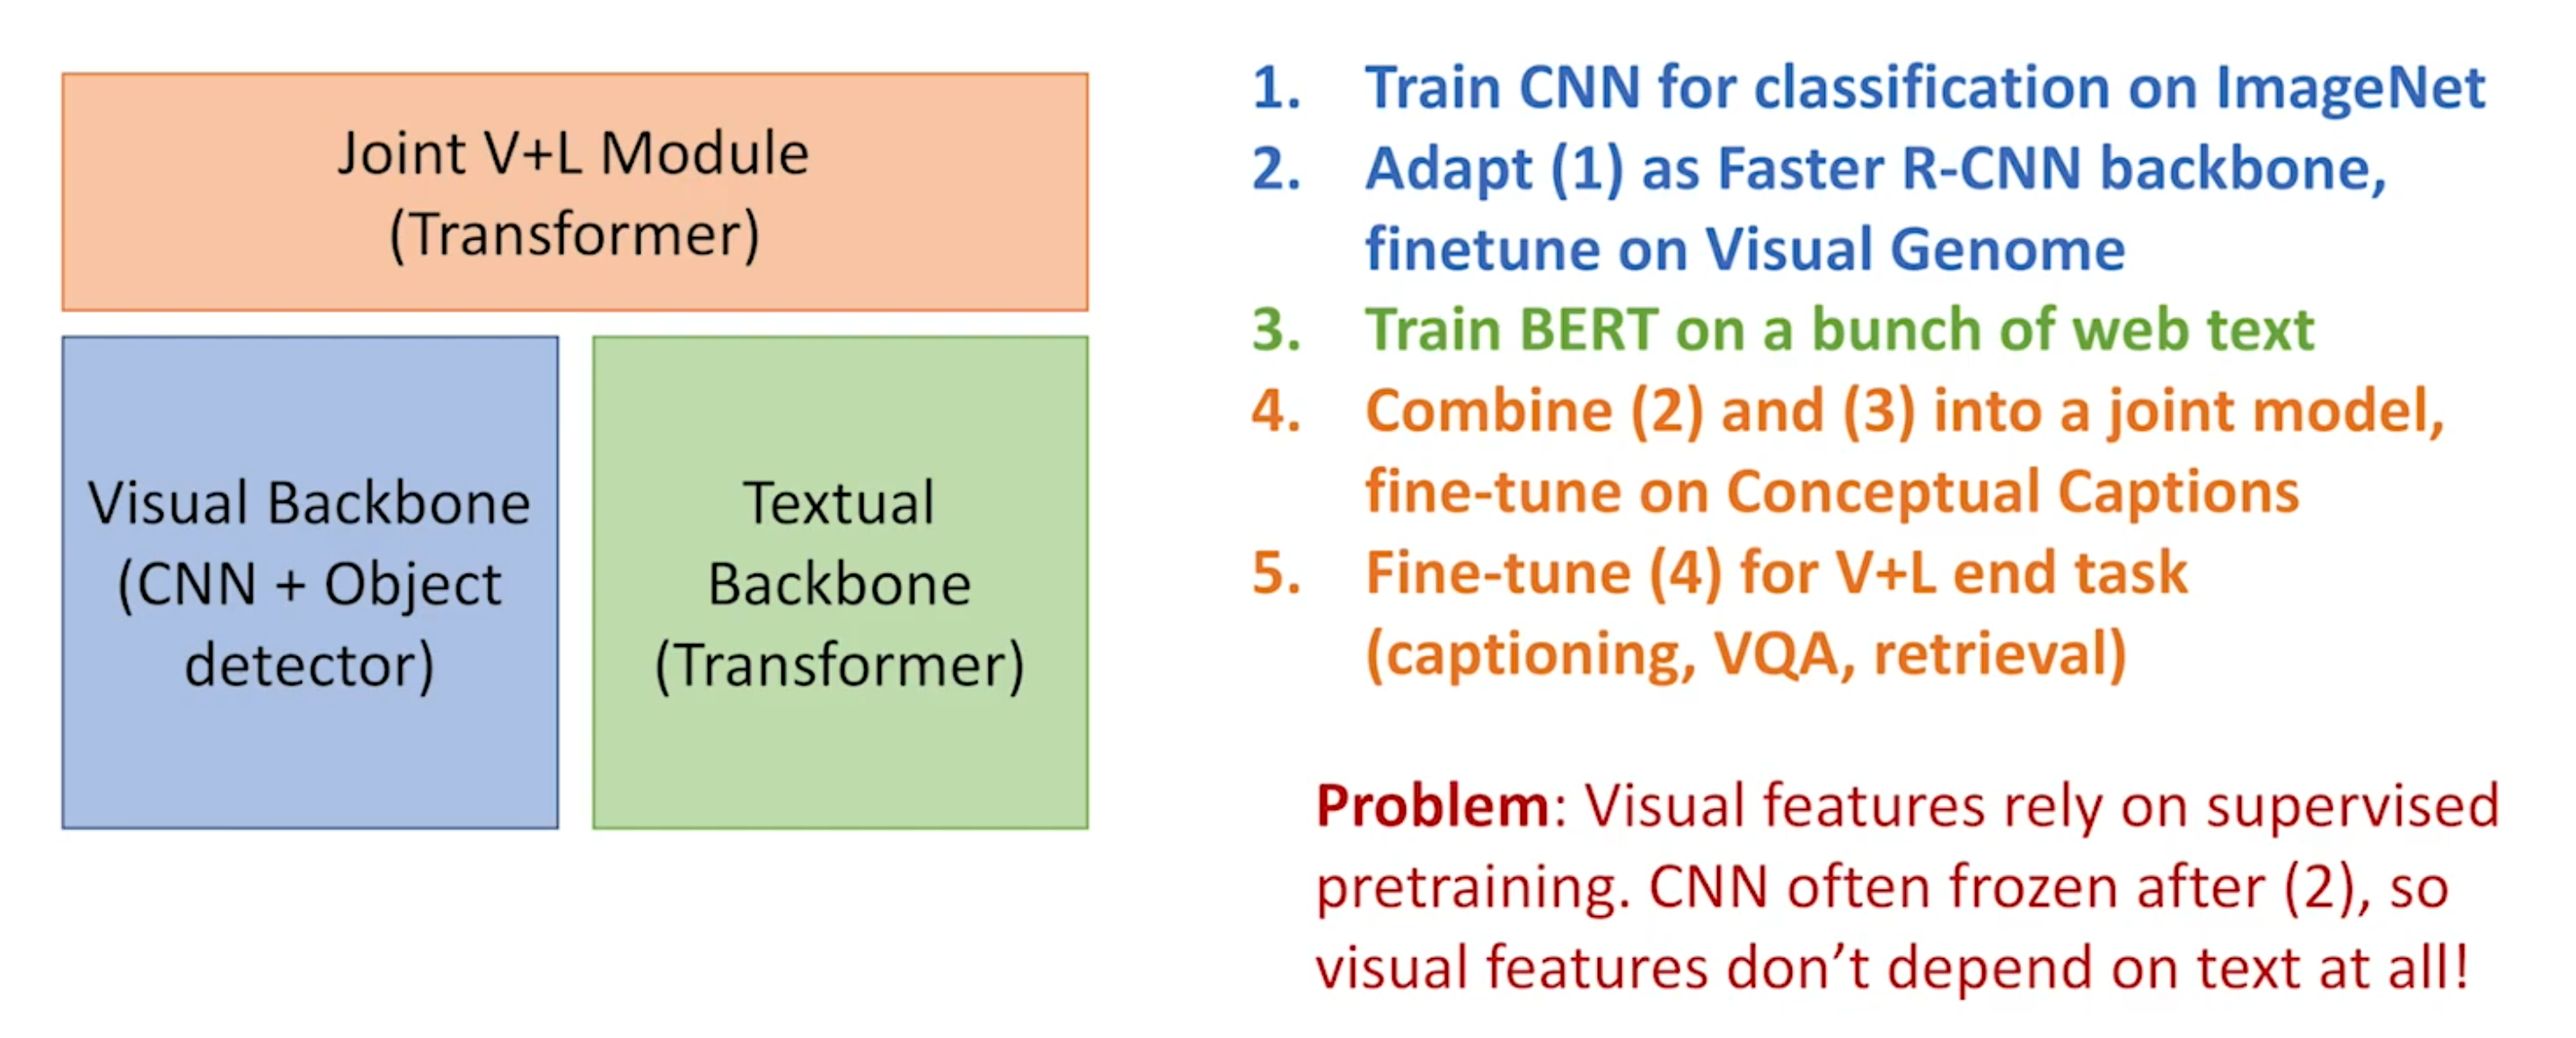 Joint V+L Module
(Transformer)
Visual Backbone
(CNN + Object
detector)
Textual
Backbone
(Transformer)
1. Train CNN for classification on ImageNet
2. Adapt (1) as Faster R-CNN backbone,
finetune on Visual Genome
3. Train BERT on a bunch of web text
4. Combine (2) and (3) into a joint model,
fine-tune on Conceptual Captions
5. Fine-tune (4) for V+L end task
(captioning, VQA, retrieval)
Problem: Visual features rely on supervised
pretraining. CNN often frozen after (2), so
visual features don’t depend on text at all!